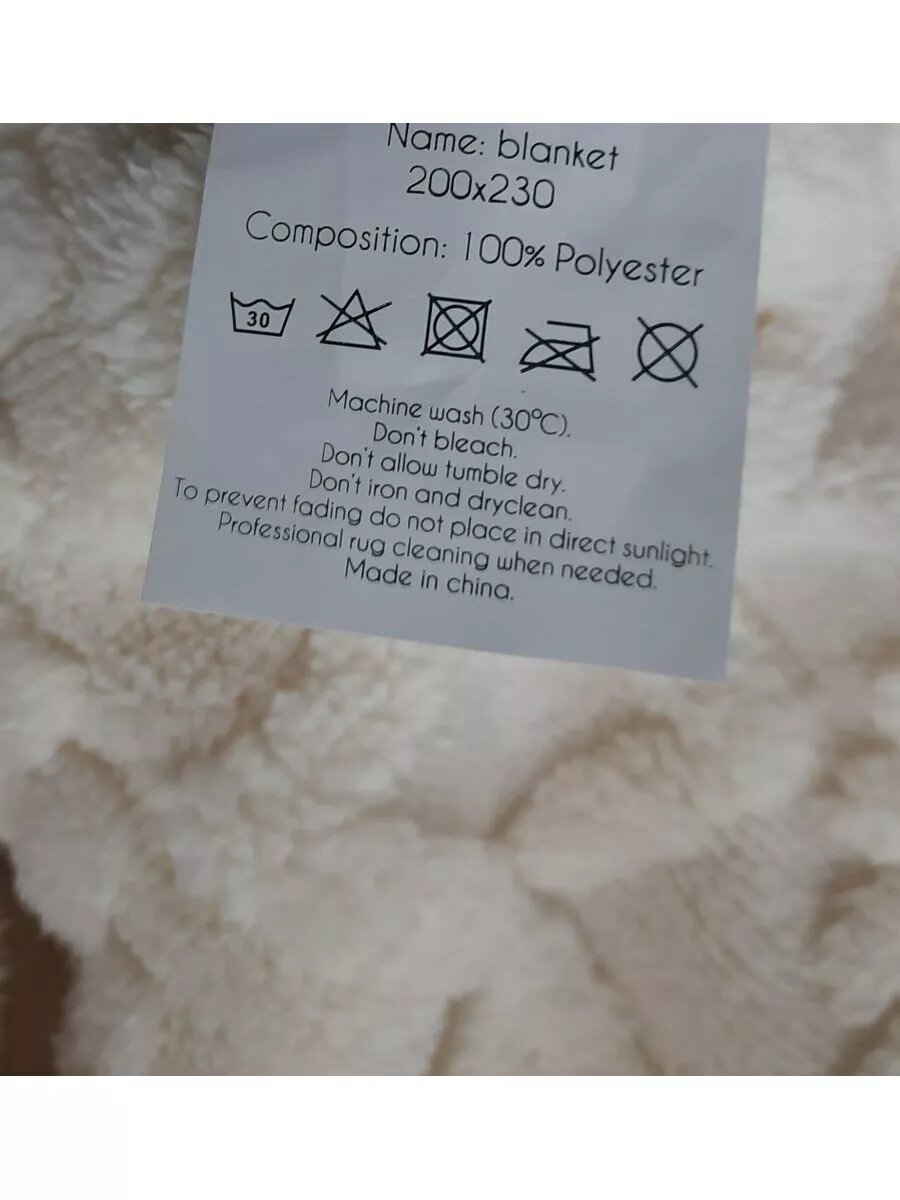 Name: blanket
200x230
Composition: 100% Polyester
30
Machine wash (30°C).
Don't bleach.
Don't allow tumble dry.
Don't iron and dryclean.
To prevent fading do not place in direct sunlight.
Professional rug cleaning when needed.
Made in china.